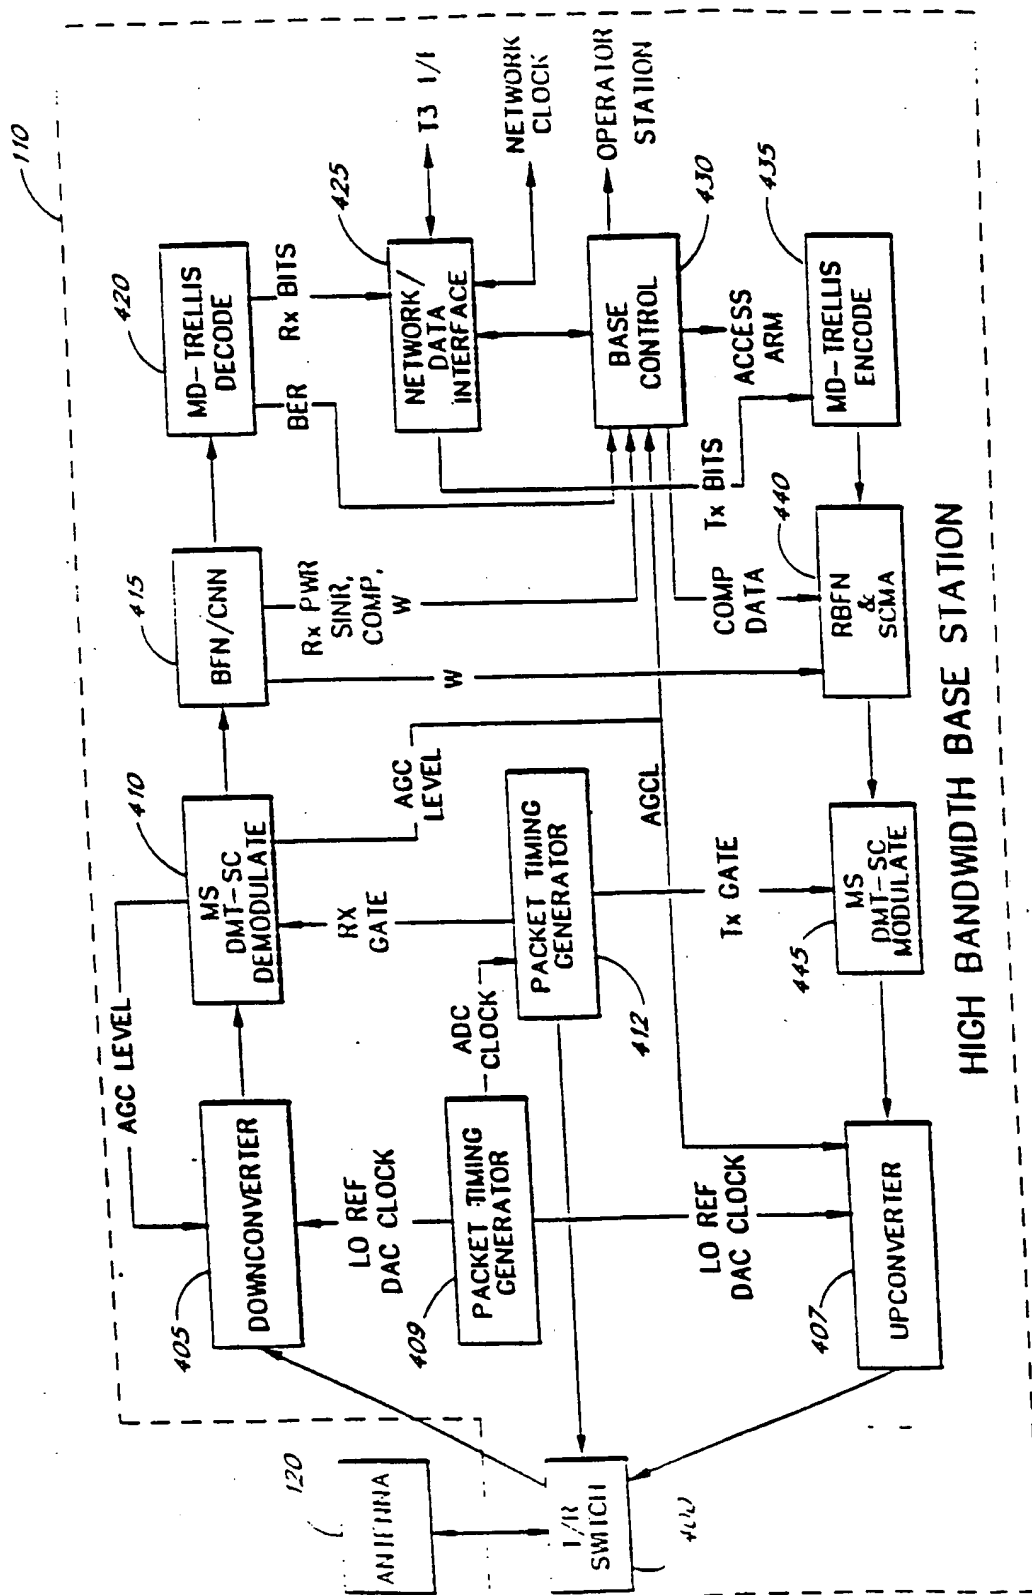 110
ANTENNA
120
T/R
SWITCH
400
DOWNCONVERTER
405
AGC LEVEL
MS
DMT-SC
DEMODULATE
410
BFN/CNN
415
MD-TRELLIS
DECODE
420
LO REF
DAC CLOCK
PACKET TIMING
GENERATOR
409
ADC
CLOCK
RX
GATE
PACKET TIMING
GENERATOR
412
AGC
LEVEL
Rx PWR
SINR,
COMP,
W
W
BER
Rx BITS
NETWORK/
DATA
INTERFACE
425
T3 I/F
NETWORK
CLOCK
BASE
CONTROL
430
OPERATOR
STATION
ACCESS
ARM
LO REF
DAC CLOCK
UPCONVERTER
407
Tx GATE
AGCL
MS
DMT-SC
MODULATE
445
COMP
DATA
RBFN
&
SCMA
440
Tx BITS
MD-TRELLIS
ENCODE
435
HIGH BANDWIDTH BASE STATION